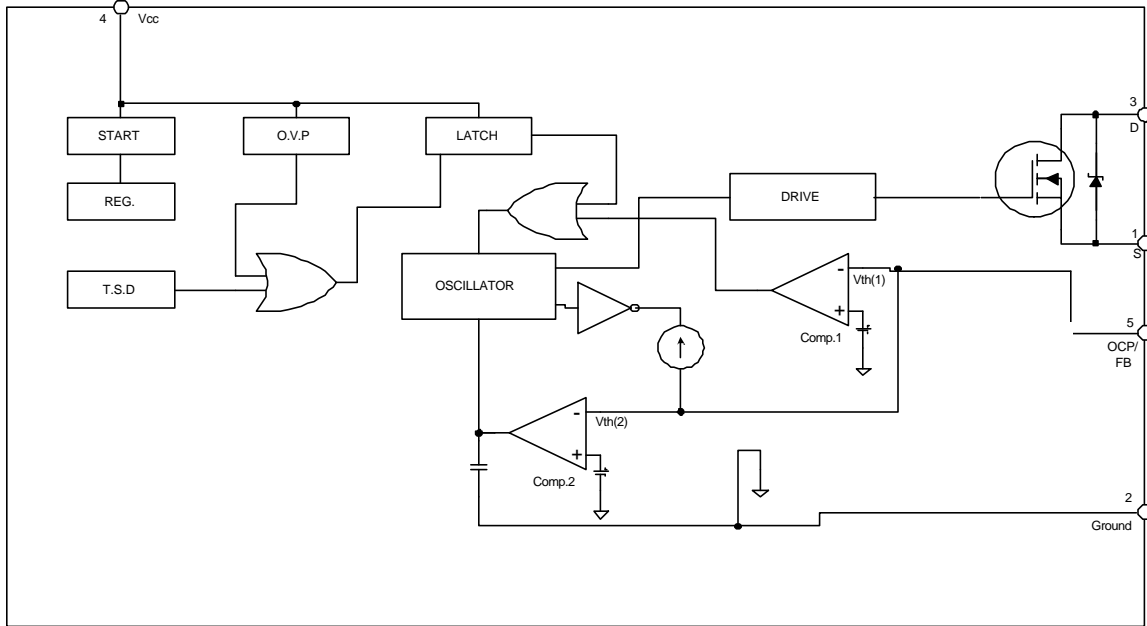 4 Vcc
3
D
START
O.V.P
LATCH
REG.
DRIVE
1
S
T.S.D
OSCILLATOR
-
Vth(1)
+
Comp.1
5
OCP/
FB
-
Vth(2)
+
Comp.2
2
Ground